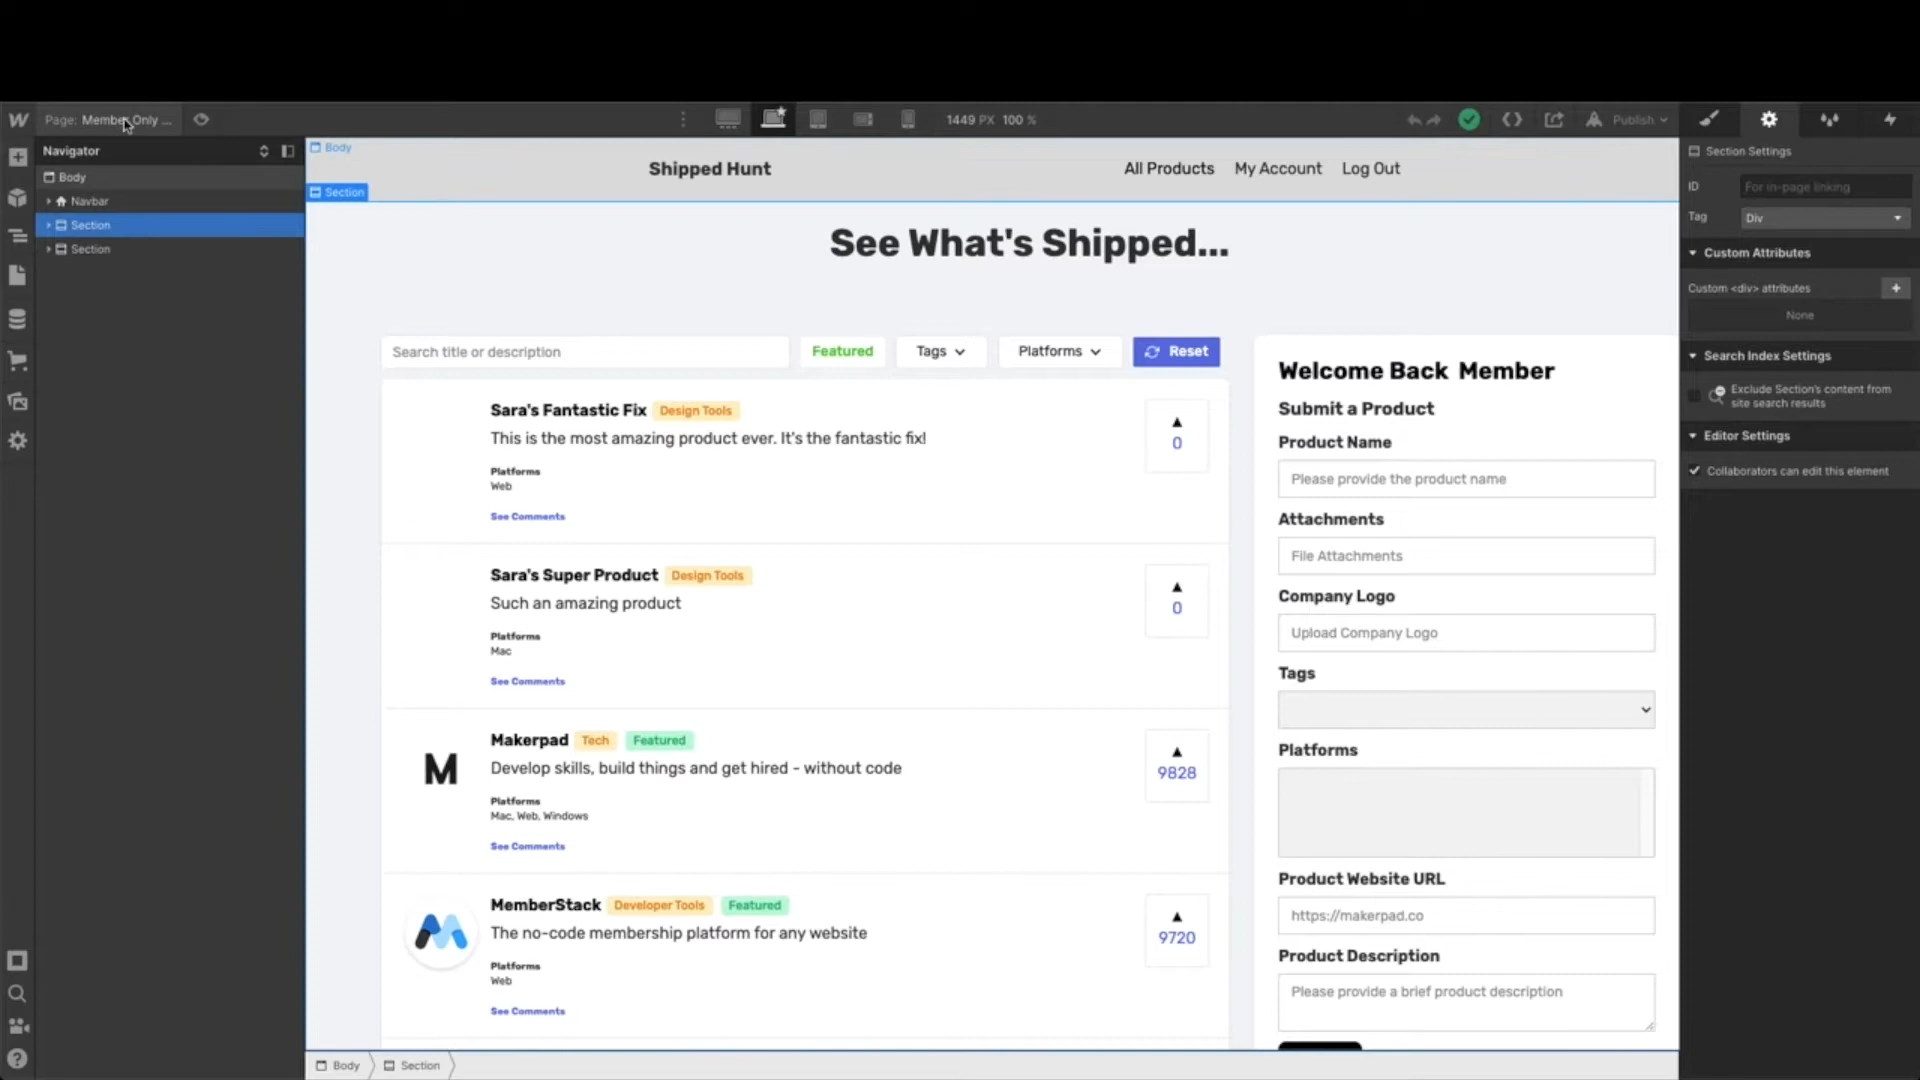 Page: Member Only ...
1449 PX 100 %
Publish
Navigator
Body
Navbar
Section
Section
Body
Shipped Hunt
All Products
My Account
Log Out
Section
See What's Shipped...
Search title or description
Featured
Tags
Platforms
Reset
Sara's Fantastic Fix Design Tools
This is the most amazing product ever. It's the fantastic fix!
Platforms
Web
See Comments
0
Sara's Super Product Design Tools
Such an amazing product
Platforms
Mac
See Comments
0
M
Makerpad Tech Featured
Develop skills, build things and get hired - without code
Platforms
Mac, Web, Windows
See Comments
9828
MemberStack Developer Tools Featured
The no-code membership platform for any website
Platforms
Web
See Comments
9720
Welcome Back Member
Submit a Product
Product Name
Please provide the product name
Attachments
File Attachments
Company Logo
Upload Company Logo
Tags
Platforms
Product Website URL
https://makerpad.co
Product Description
Please provide a brief product description
Section Settings
ID For in-page linking
Tag Div
Custom Attributes
Custom <div> attributes
None
Search Index Settings
Exclude Section's content from
site search results
Editor Settings
Collaborators can edit this element
Body
Section